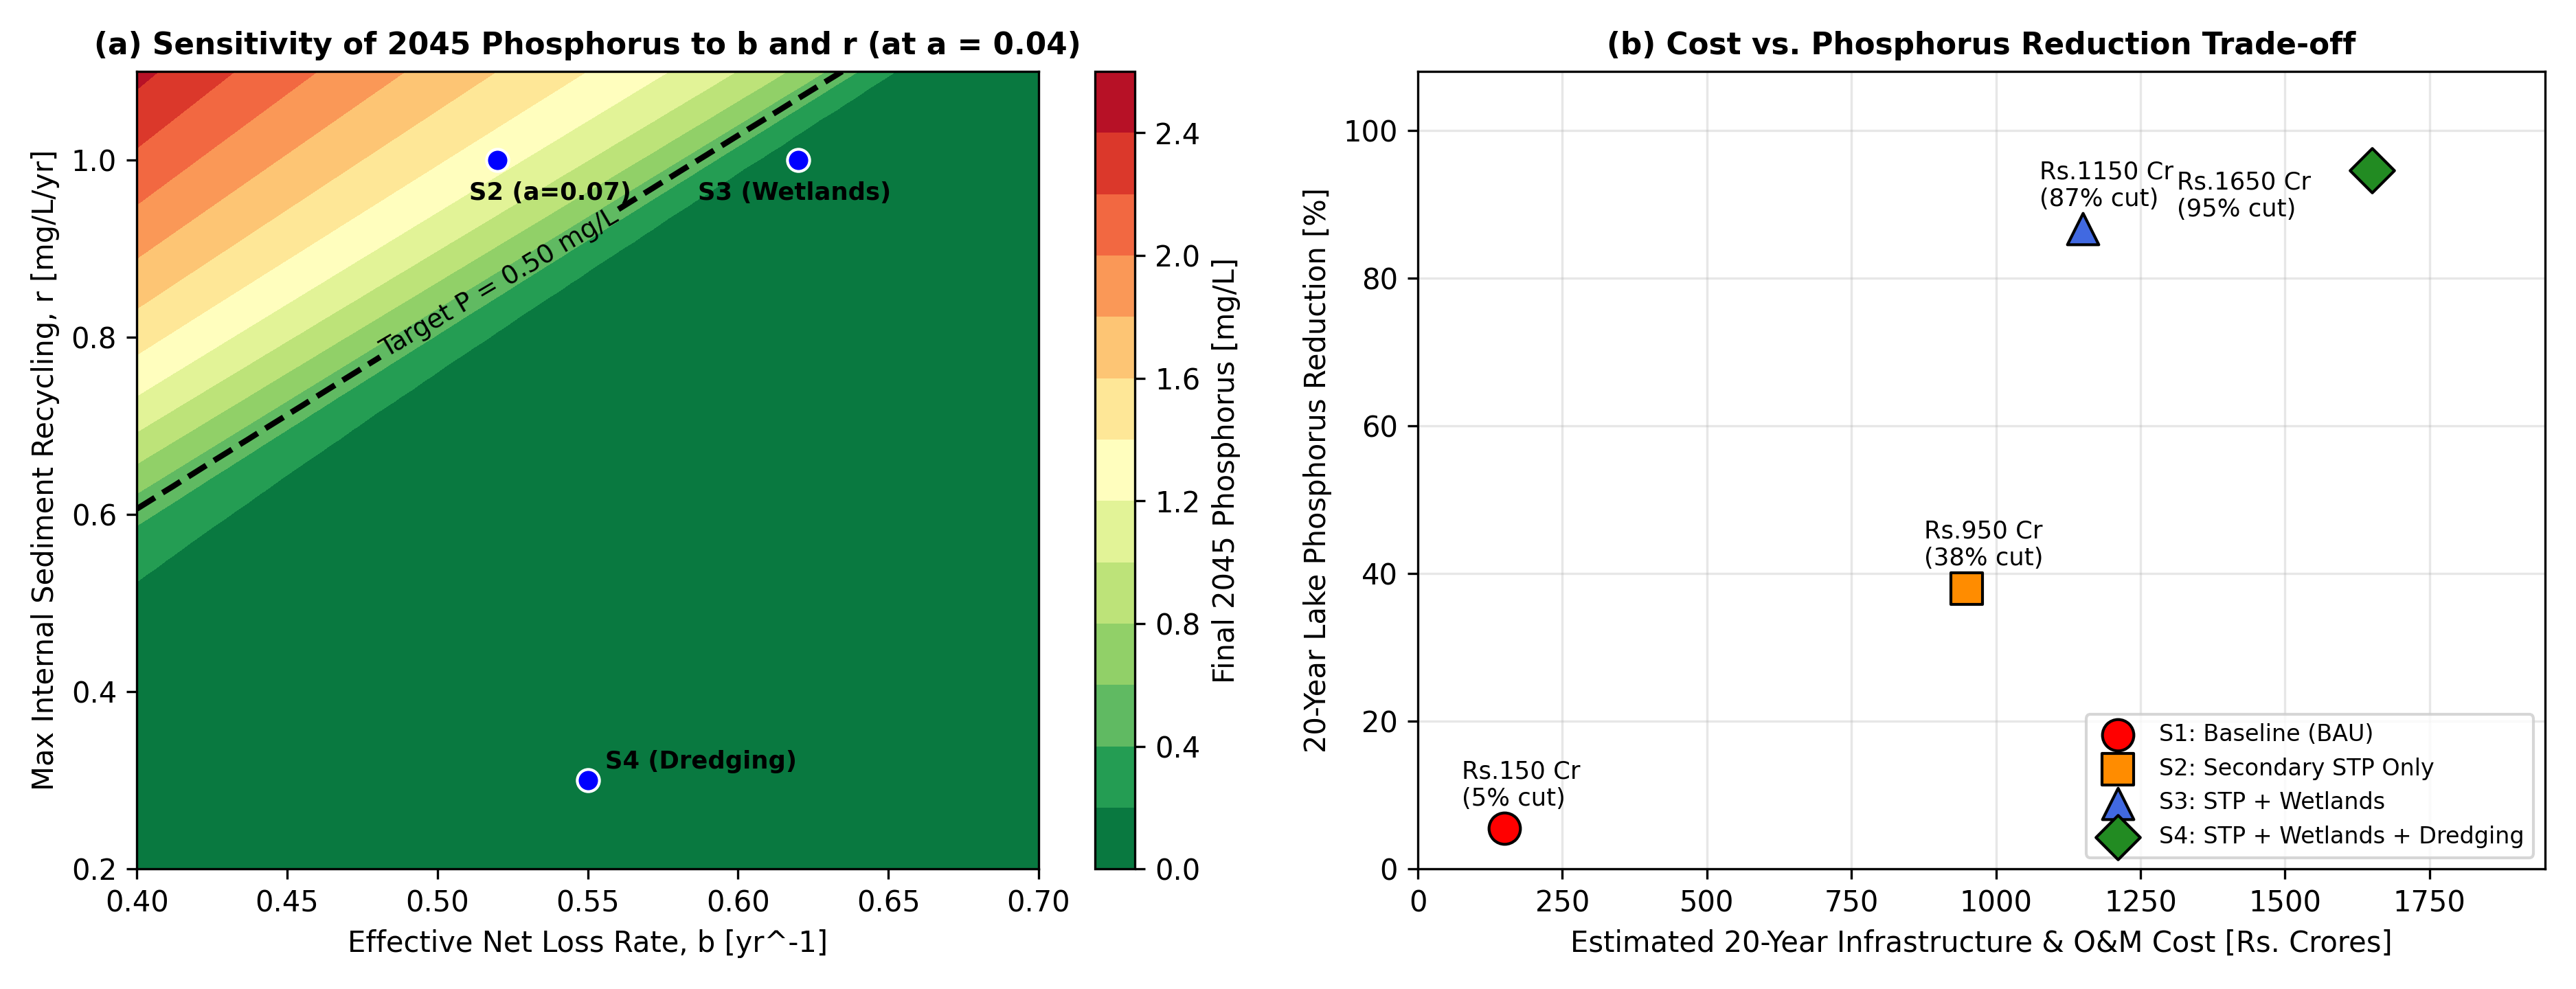 (a) Sensitivity of 2045 Phosphorus to b and r (at a = 0.04)
Max Internal Sediment Recycling, r [mg/L/yr]
1.0
0.8
0.6
0.4
0.2
S2 (a=0.07)
S3 (Wetlands)
Target P = 0.50 mg/L
S4 (Dredging)
0.40
0.45
0.50
0.55
0.60
0.65
0.70
Effective Net Loss Rate, b [yr^-1]
2.4
2.0
1.6
1.2
0.8
0.4
0.0
Final 2045 Phosphorus [mg/L]
(b) Cost vs. Phosphorus Reduction Trade-off
20-Year Lake Phosphorus Reduction [%]
100
80
60
40
20
0
Rs.1150 Cr
(87% cut)
Rs.1650 Cr
(95% cut)
Rs.950 Cr
(38% cut)
Rs.150 Cr
(5% cut)
S1: Baseline (BAU)
S2: Secondary STP Only
S3: STP + Wetlands
S4: STP + Wetlands + Dredging
0
250
500
750
1000
1250
1500
1750
Estimated 20-Year Infrastructure & O&M Cost [Rs. Crores]